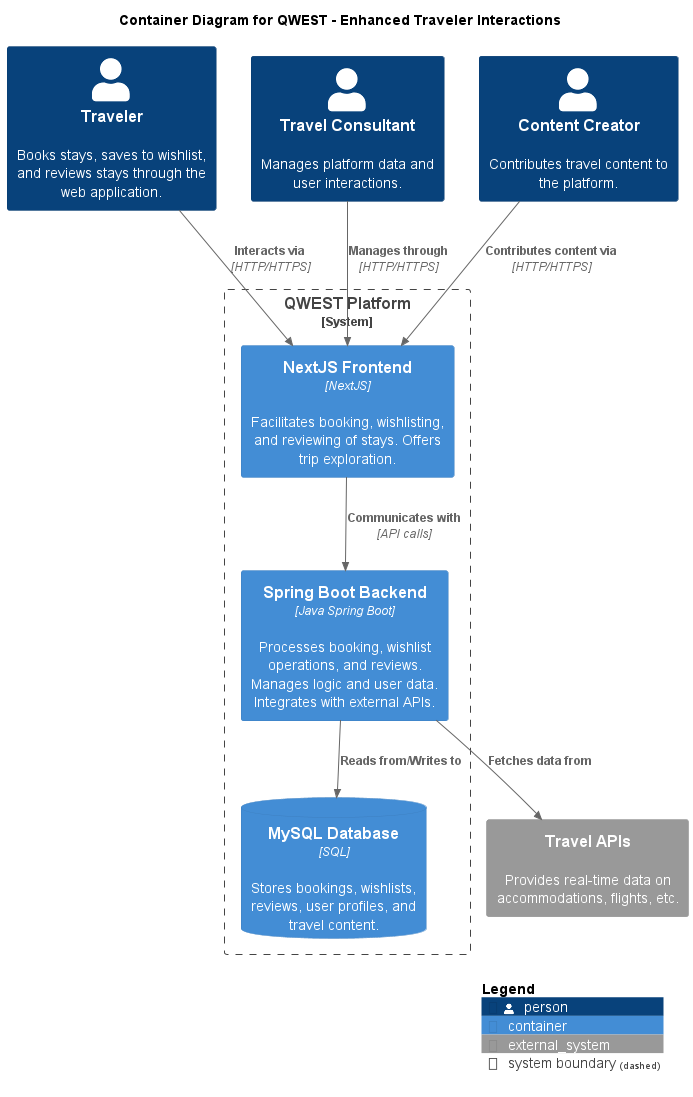 Container Diagram for QWEST - Enhanced Traveler Interactions
Traveler
Books stays, saves to wishlist,
and reviews stays through the
web application.
Travel Consultant
Manages platform data and
user interactions.
Content Creator
Contributes travel content to
the platform.
Interacts via
[HTTP/HTTPS]
Manages through
[HTTP/HTTPS]
Contributes content via
[HTTP/HTTPS]
QWEST Platform
[System]
NextJS Frontend
[NextJS]
Facilitates booking, wishlisting,
and reviewing of stays. Offers
trip exploration.
Communicates with
[API calls]
Spring Boot Backend
[Java Spring Boot]
Processes booking, wishlist
operations, and reviews.
Manages logic and user data.
Integrates with external APIs.
Reads from/Writes to
Fetches data from
MySQL Database
[SQL]
Stores bookings, wishlists,
reviews, user profiles, and
travel content.
Travel APIs
Provides real-time data on
accommodations, flights, etc.
Legend
person
container
external_system
system boundary (dashed)